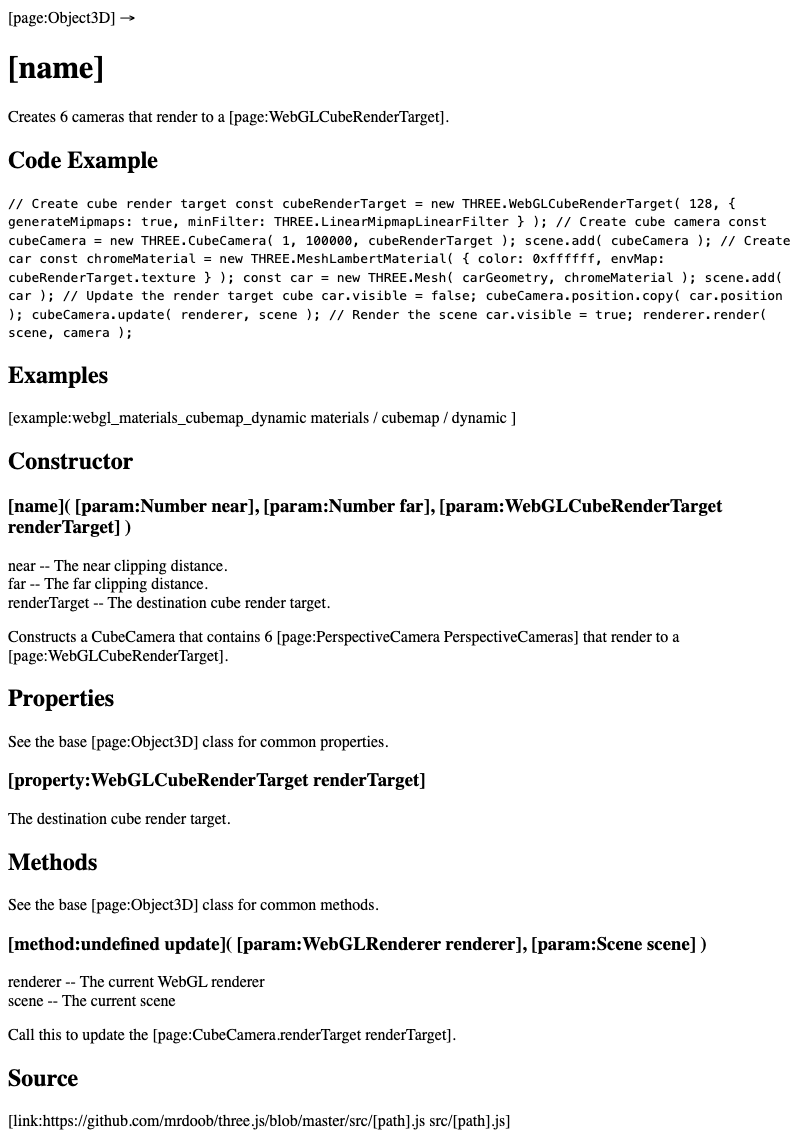 [page:Object3D] →
[name]
Creates 6 cameras that render to a [page:WebGLCubeRenderTarget].
Code Example
// Create cube render target const cubeRenderTarget = new THREE.WebGLCubeRenderTarget( 128, {
generateMipmaps: true, minFilter: THREE.LinearMipmapLinearFilter } ); // Create cube camera const
cubeCamera = new THREE.CubeCamera( 1, 100000, cubeRenderTarget ); scene.add( cubeCamera ); // Create
car const chromeMaterial = new THREE.MeshLambertMaterial( { color: 0xffffff, envMap:
cubeRenderTarget.texture } ); const car = new THREE.Mesh( carGeometry, chromeMaterial ); scene.add(
car ); // Update the render target cube car.visible = false; cubeCamera.position.copy( car.position
); cubeCamera.update( renderer, scene ); // Render the scene car.visible = true; renderer.render(
scene, camera );
Examples
[example:webgl_materials_cubemap_dynamic materials / cubemap / dynamic ]
Constructor
[name]( [param:Number near], [param:Number far], [param:WebGLCubeRenderTarget
renderTarget] )
near -- The near clipping distance.
far -- The far clipping distance.
renderTarget -- The destination cube render target.
Constructs a CubeCamera that contains 6 [page:PerspectiveCamera PerspectiveCameras] that render to a
[page:WebGLCubeRenderTarget].
Properties
See the base [page:Object3D] class for common properties.
[property:WebGLCubeRenderTarget renderTarget]
The destination cube render target.
Methods
See the base [page:Object3D] class for common methods.
[method:undefined update]( [param:WebGLRenderer renderer], [param:Scene scene] )
renderer -- The current WebGL renderer
scene -- The current scene
Call this to update the [page:CubeCamera.renderTarget renderTarget].
Source
[link:https://github.com/mrdoob/three.js/blob/master/src/[path].js src/[path].js]